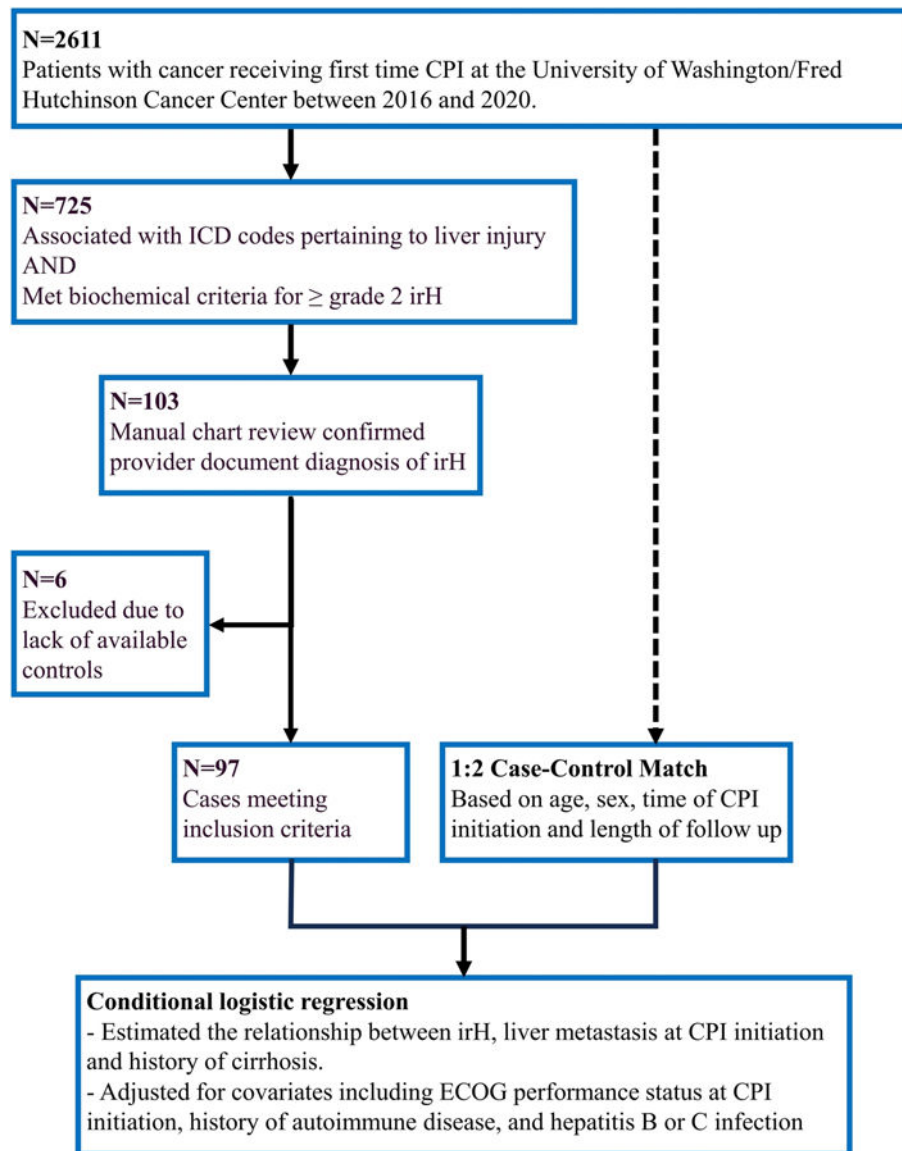 N=2611
Patients with cancer receiving first time CPI at the University of Washington/Fred
Hutchinson Cancer Center between 2016 and 2020.
N=725
Associated with ICD codes pertaining to liver injury
AND
Met biochemical criteria for ≥ grade 2 irH
N=103
Manual chart review confirmed
provider document diagnosis of irH
N=6
Excluded due to
lack of available
controls
N=97
Cases meeting
inclusion criteria
1:2 Case-Control Match
Based on age, sex, time of CPI
initiation and length of follow up
Conditional logistic regression
- Estimated the relationship between irH, liver metastasis at CPI initiation
and history of cirrhosis.
- Adjusted for covariates including ECOG performance status at CPI
initiation, history of autoimmune disease, and hepatitis B or C infection